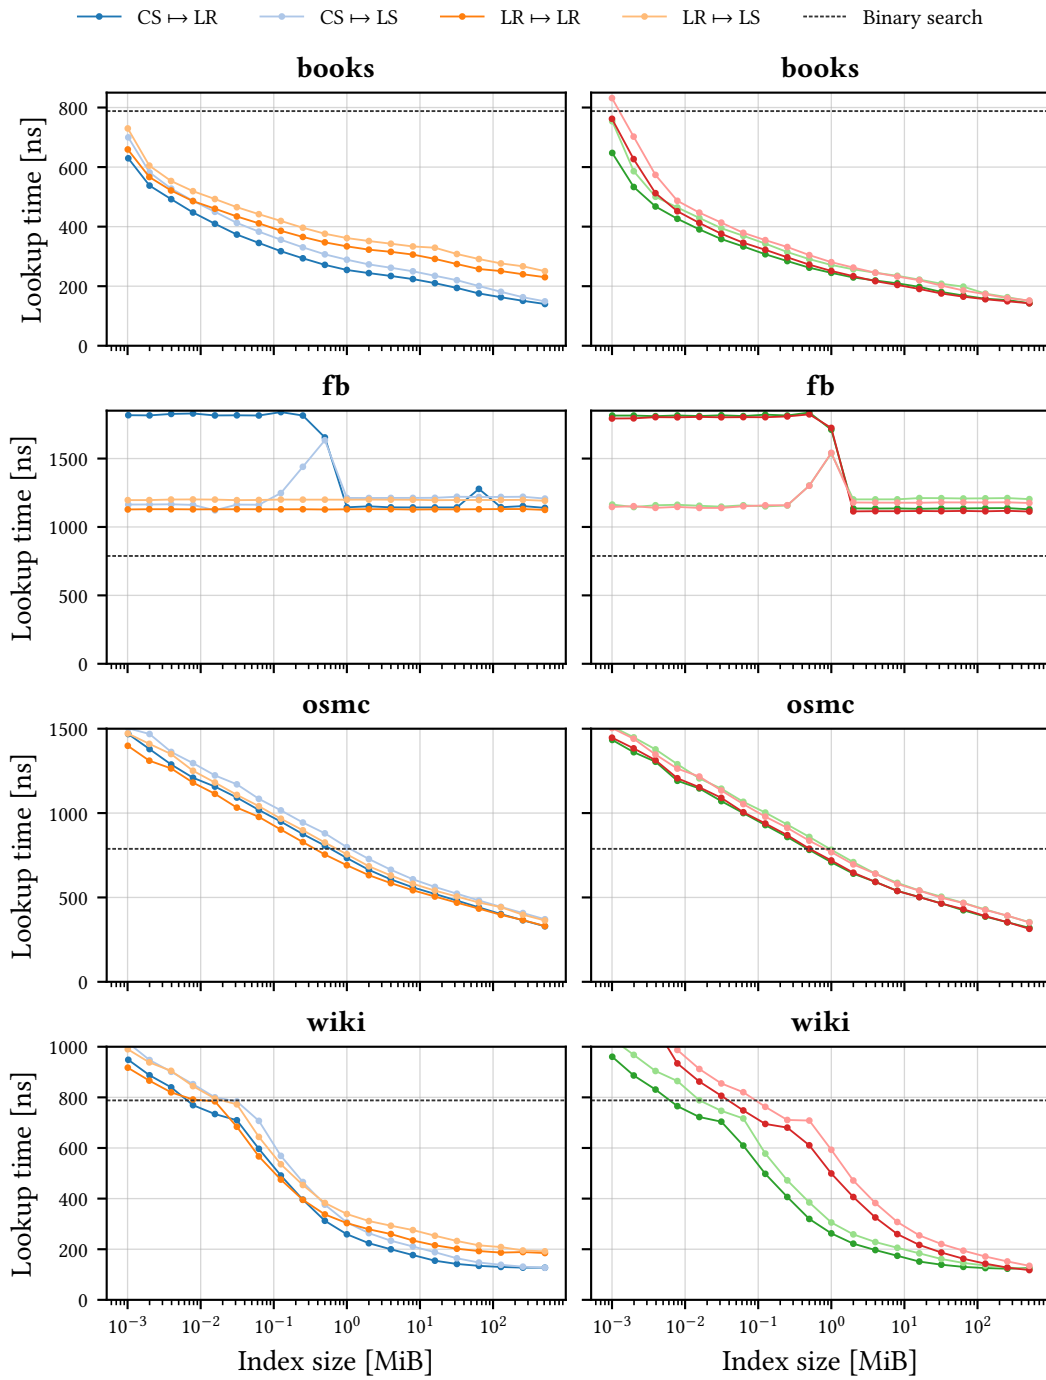 CS ↦ LR CS ↦ LS LR ↦ LR LR ↦ LS Binary search
books books
Lookup time [ns]
800
600
400
200
0
fb fb
Lookup time [ns]
1500
1000
500
0
osmc osmc
Lookup time [ns]
1500
1000
500
0
wiki wiki
Lookup time [ns]
1000
800
600
400
200
0
10⁻³ 10⁻² 10⁻¹ 10⁰ 10¹ 10² 10⁻³ 10⁻² 10⁻¹ 10⁰ 10¹ 10²
Index size [MiB] Index size [MiB]